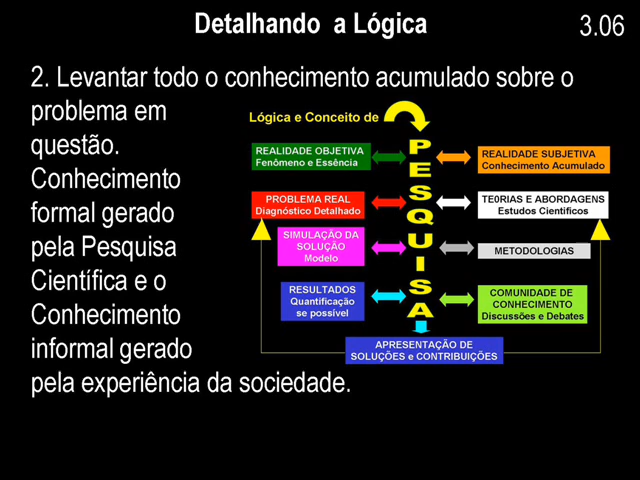 Detalhando a Lógica
3.06
2. Levantar todo o conhecimento acumulado sobre o
problema em
questão.
Conhecimento
formal gerado
pela Pesquisa
Científica e o
Conhecimento
informal gerado
pela experiência da sociedade.
Lógica e Conceito de
PESQUISA
REALIDADE OBJETIVA
Fenômeno e Essência
REALIDADE SUBJETIVA
Conhecimento Acumulado
PROBLEMA REAL
Diagnóstico Detalhado
TE0RIAS E ABORDAGENS
Estudos Científicos
SIMULAÇÃO DA
SOLUÇÃO
Modelo
METODOLOGIAS
RESULTADOS
Quantificação
se possível
COMUNIDADE DE
CONHECIMENTO
Discussões e Debates
APRESENTAÇÃO DE
SOLUÇÕES e CONTRIBUIÇÕES